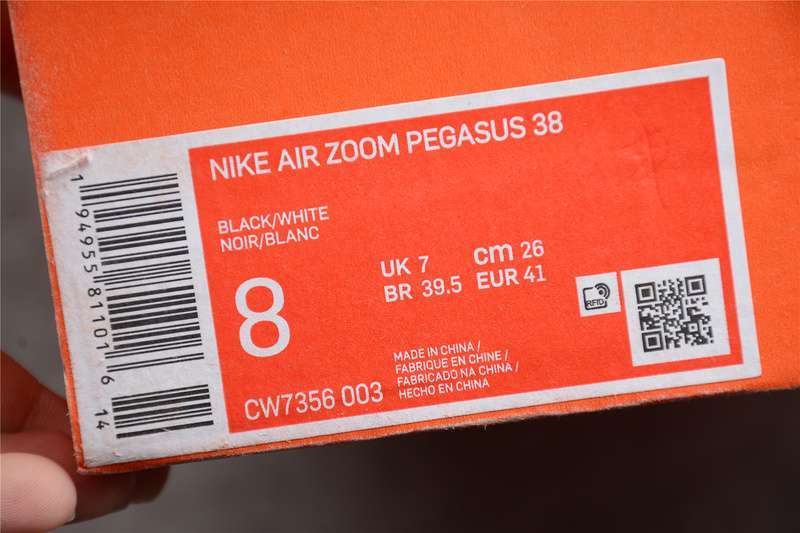 NIKE AIR ZOOM PEGASUS 38
BLACK/WHITE
NOIR/BLANC
8
UK 7 cm 26
BR 39.5 EUR 41
CW7356 003
MADE IN CHINA /
FABRIQUE EN CHINE /
FABRICADO NA CHINA /
HECHO EN CHINA
RFID
1 94955 81101 6 14